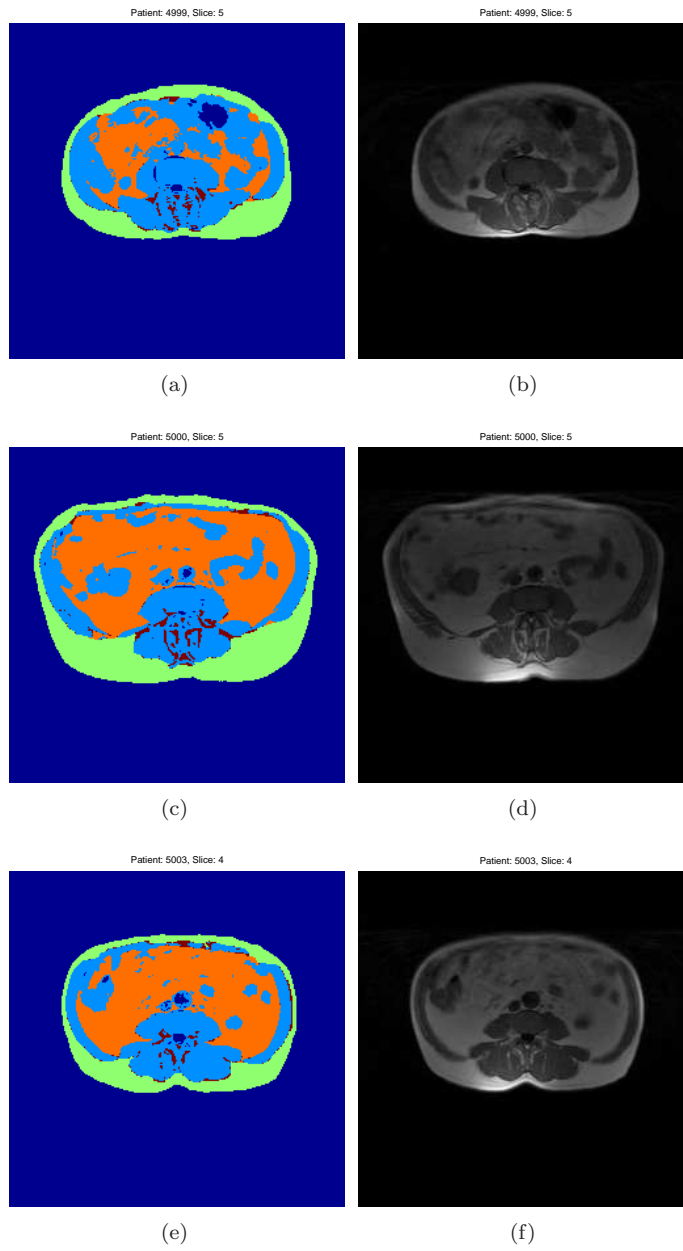 Patient: 4999, Slice: 5
Patient: 4999, Slice: 5
(a)
(b)
Patient: 5000, Slice: 5
Patient: 5000, Slice: 5
(c)
(d)
Patient: 5003, Slice: 4
Patient: 5003, Slice: 4
(e)
(f)